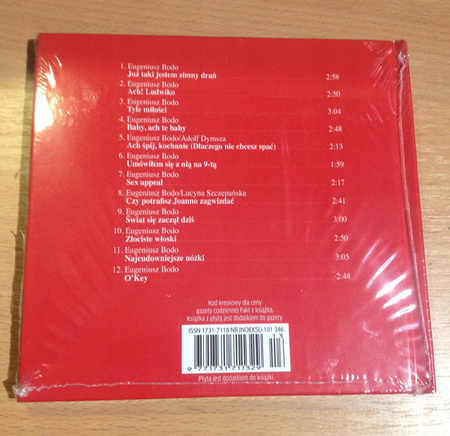 1. Eugeniusz Bodo
Już taki jestem zimny drań 2:58
2. Eugeniusz Bodo
Ach! Ludwiko 2:50
3. Eugeniusz Bodo
Tyle miłości 3:04
4. Eugeniusz Bodo
Baby, ach te baby 2:48
5. Eugeniusz Bodo/Adolf Dymsza
Ach śpij, kochanie (Dlaczego nie chcesz spać) 2:13
6. Eugeniusz Bodo
Umówiłem się z nią na 9-tą 1:59
7. Eugeniusz Bodo
Sex appeal 2:17
8. Eugeniusz Bodo/Lucyna Szczepańska
Czy potrafisz Joanno zagwizdać 2:41
9. Eugeniusz Bodo
Świat się zaczął dziś 3:00
10. Eugeniusz Bodo
Złociste włoski 2:50
11. Eugeniusz Bodo
Najcudowniejsze nóżki 3:05
12. Eugeniusz Bodo
O'Key 2:48
Kod kreskowy dla ceny
gazety codziennej Fakt z książką.
Książka z płytą jest dodatkiem do gazety.
ISSN 1731-7118 NR INDEKSU 101 346
1 3
9 771731 711329
Płyta jest dodatkiem do książki